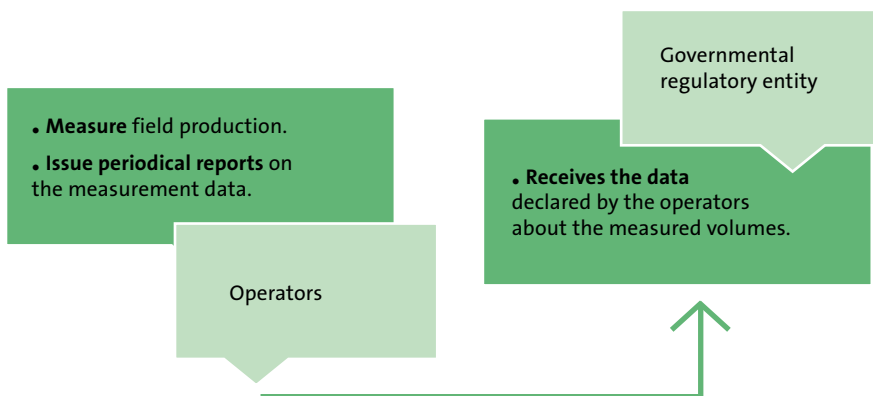 • Measure field production.
• Issue periodical reports on
the measurement data.
Operators
Governmental
regulatory entity
• Receives the data
declared by the operators
about the measured volumes.